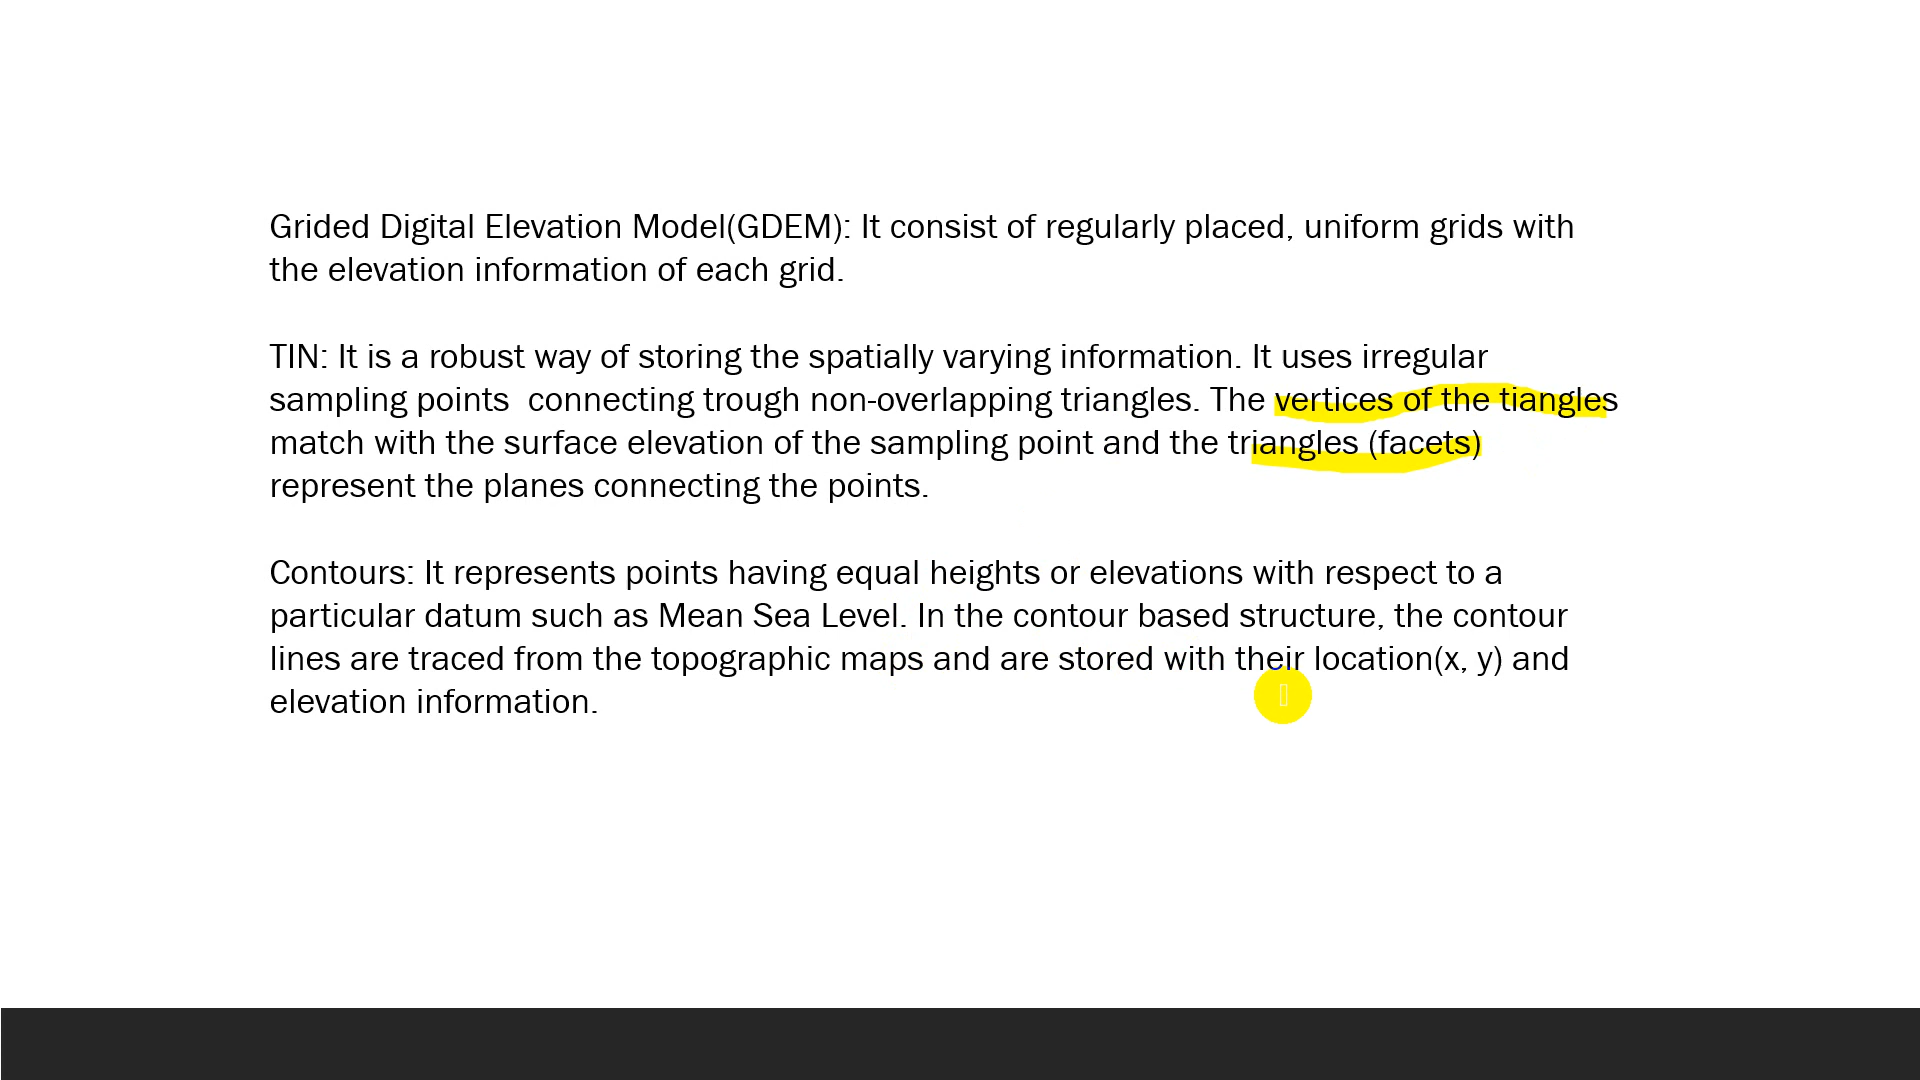 Grided Digital Elevation Model(GDEM): It consist of regularly placed, uniform grids with
the elevation information of each grid.
TIN: It is a robust way of storing the spatially varying information. It uses irregular
sampling points  connecting trough non-overlapping triangles. The vertices of the tiangles
match with the surface elevation of the sampling point and the triangles (facets)
represent the planes connecting the points.
Contours: It represents points having equal heights or elevations with respect to a
particular datum such as Mean Sea Level. In the contour based structure, the contour
lines are traced from the topographic maps and are stored with their location(x, y) and
elevation information.